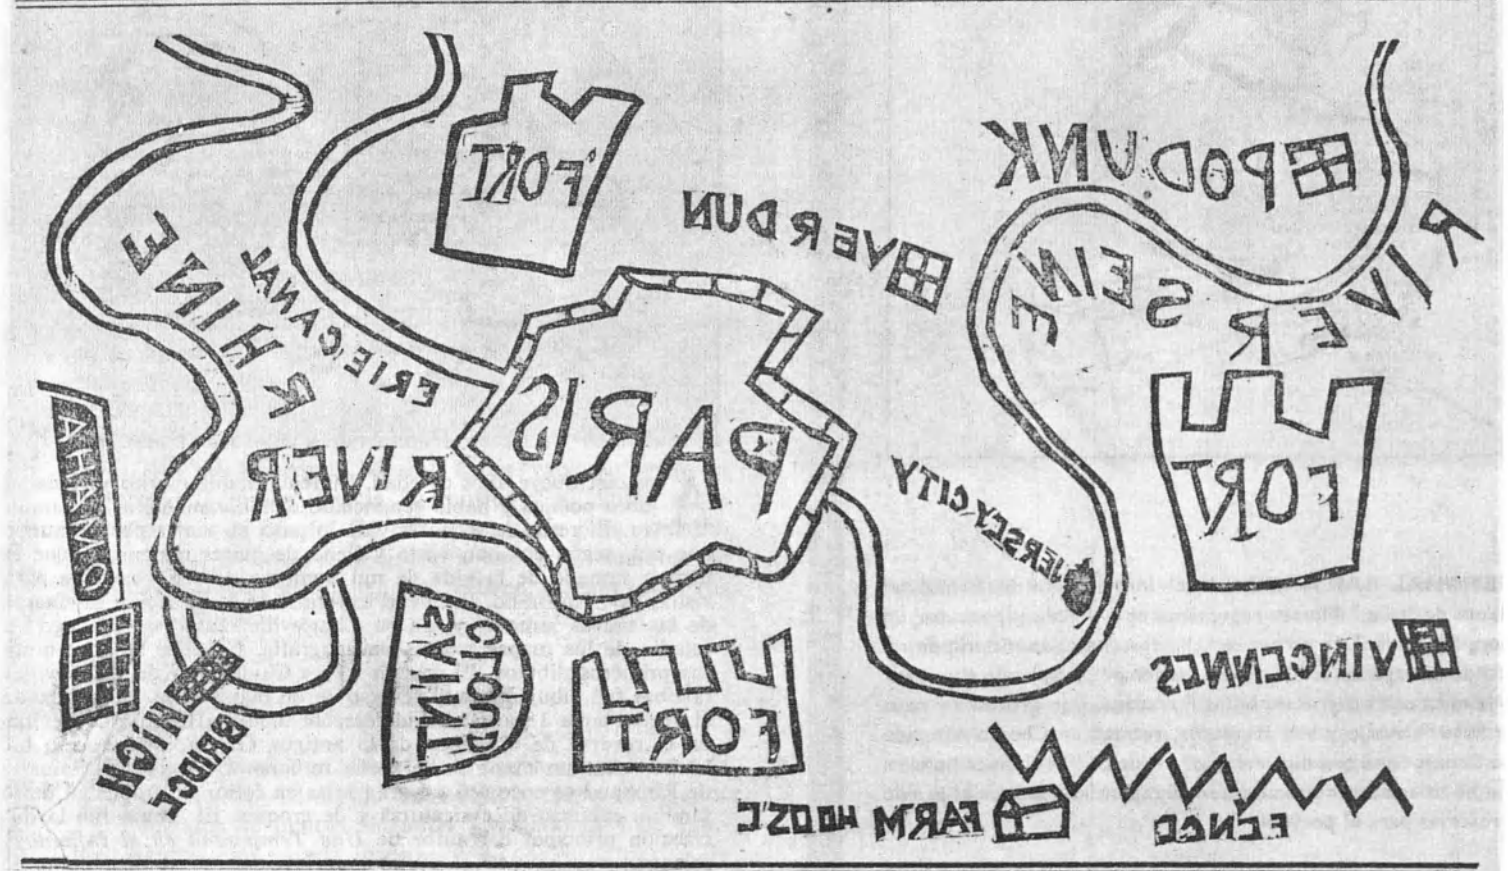 PODUNK
FORT
VERDUN
RIVER SEINE
ERIE CANAL
RIVER RHINE
PARIS
FORT
OMAHA
JERSEY CITY
VINCENNES
SAINT
CLOUD
FORT
HIGH
BRIDGE
FARM HOUSE
FENCE